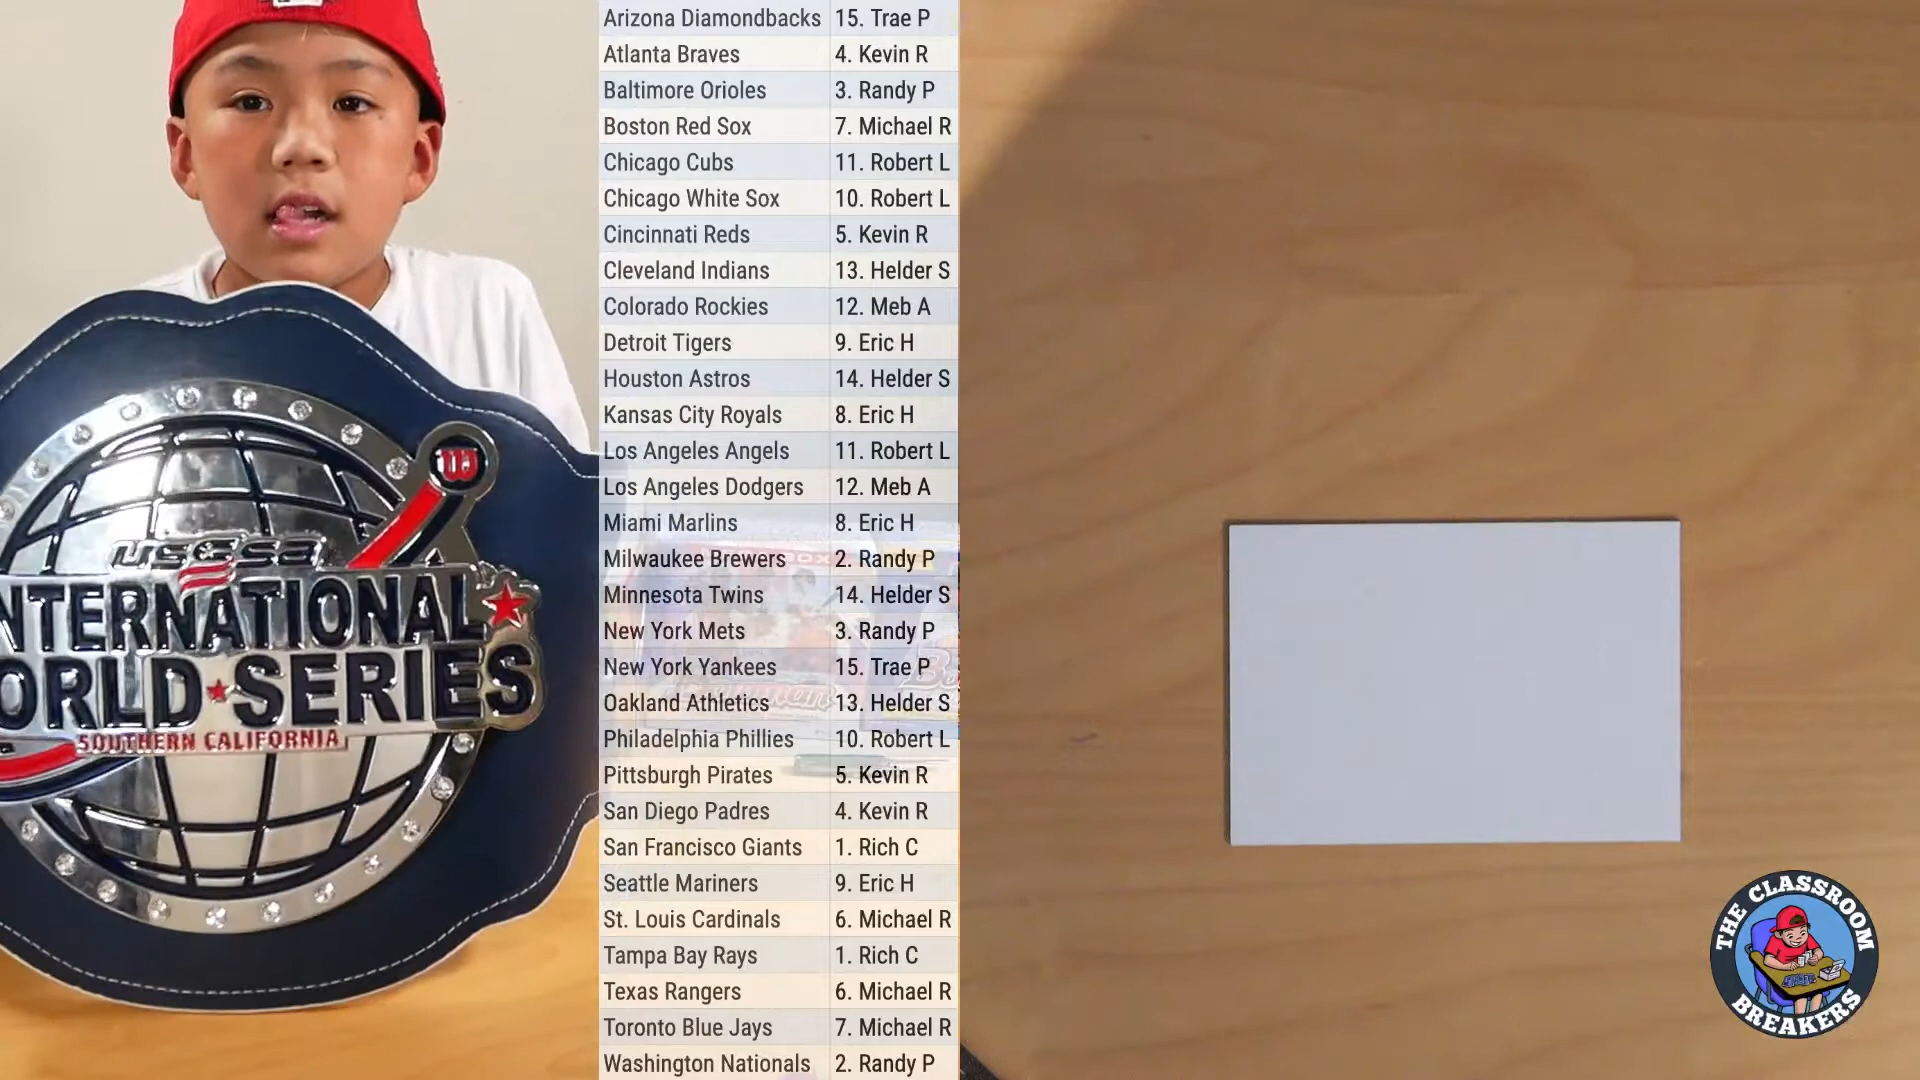 Arizona Diamondbacks 15. Trae P
Atlanta Braves 4. Kevin R
Baltimore Orioles 3. Randy P
Boston Red Sox 7. Michael R
Chicago Cubs 11. Robert L
Chicago White Sox 10. Robert L
Cincinnati Reds 5. Kevin R
Cleveland Indians 13. Helder S
Colorado Rockies 12. Meb A
Detroit Tigers 9. Eric H
Houston Astros 14. Helder S
Kansas City Royals 8. Eric H
Los Angeles Angels 11. Robert L
Los Angeles Dodgers 12. Meb A
Miami Marlins 8. Eric H
Milwaukee Brewers 2. Randy P
Minnesota Twins 14. Helder S
New York Mets 3. Randy P
New York Yankees 15. Trae P
Oakland Athletics 13. Helder S
Philadelphia Phillies 10. Robert L
Pittsburgh Pirates 5. Kevin R
San Diego Padres 4. Kevin R
San Francisco Giants 1. Rich C
Seattle Mariners 9. Eric H
St. Louis Cardinals 6. Michael R
Tampa Bay Rays 1. Rich C
Texas Rangers 6. Michael R
Toronto Blue Jays 7. Michael R
Washington Nationals 2. Randy P
USSSA
NTERNATIONAL
ORLD SERIES
SOUTHERN CALIFORNIA
THE CLASSROOM
BREAKERS